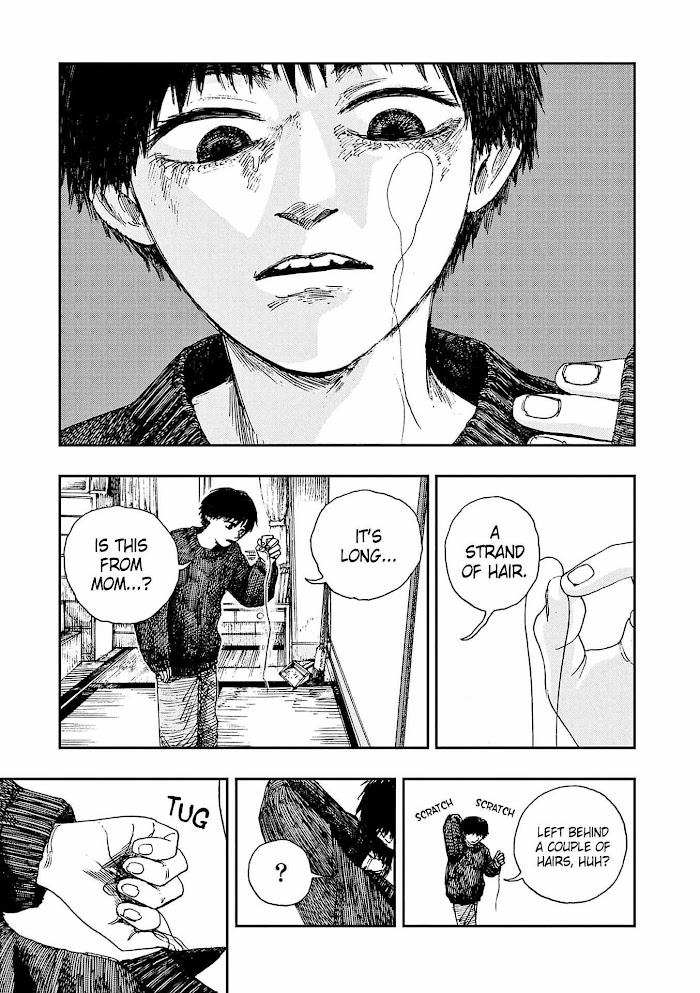 A
STRAND
OF HAIR.
IT'S
LONG...
IS THIS
FROM
MOM...?
LEFT BEHIND
A COUPLE OF
HAIRS, HUH?
SCRATCH
SCRATCH
?
TUG